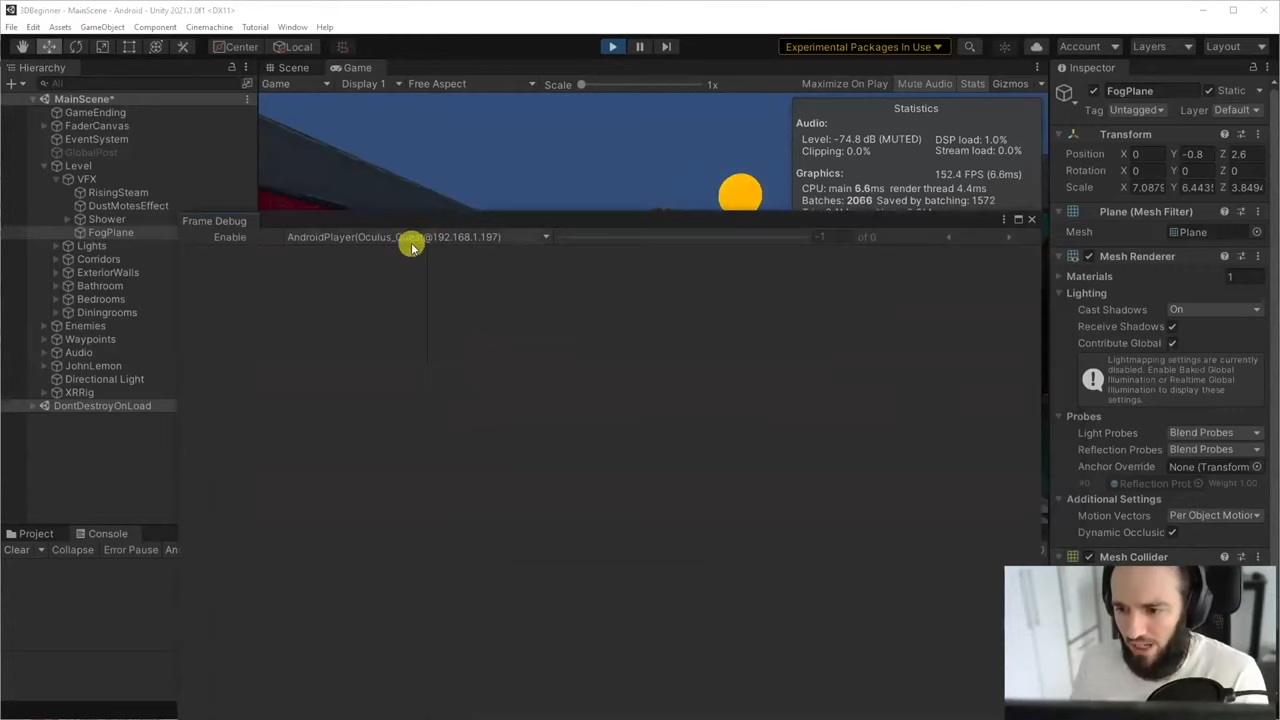 3DBeginner - MainScene - Android - Unity 2021.1.0f1 <DX11>
File Edit Assets GameObject Component Cinemachine Tutorial Window Help
Center Local Experimental Packages In Use Account Layers Layout
Hierarchy Scene Game Inspector
All Game Display 1 Free Aspect Scale 1x Maximize On Play Mute Audio Stats Gizmos
MainScene*
GameEnding
FaderCanvas
EventSystem
GlobalPost
Level
VFX
RisingSteam
DustMotesEffect
Shower
FogPlane
Lights
Corridors
ExteriorWalls
Bathroom
Bedrooms
Diningrooms
Enemies
Waypoints
Audio
JohnLemon
Directional Light
XRRig
DontDestroyOnLoad
Project Console
Clear Collapse Error Pause An
Statistics
Audio:
Level: -74.8 dB (MUTED) DSP load: 1.0%
Clipping: 0.0% Stream load: 0.0%
Graphics: 152.4 FPS (6.6ms)
CPU: main 6.6ms render thread 4.4ms
Batches: 2066 Saved by batching: 1572
Frame Debug
Enable AndroidPlayer(Oculus_Quest@192.168.1.197) -1 of 0
FogPlane Static
Tag Untagged Layer Default
Transform
Position X 0 Y -0.8 Z 2.6
Rotation X 0 Y 0 Z 0
Scale X 7.0879 Y 6.4435 Z 3.8494
Plane (Mesh Filter)
Mesh Plane
Mesh Renderer
Materials 1
Lighting
Cast Shadows On
Receive Shadows
Contribute Global
Lightmapping settings are currently
disabled. Enable Baked Global
Illumination or Realtime Global
Illumination to display these
settings.
Probes
Light Probes Blend Probes
Reflection Probes Blend Probes
Anchor Override None (Transform
#0 Reflection Prob Weight 1.00
Additional Settings
Motion Vectors Per Object Motion
Dynamic Occlusic
Mesh Collider